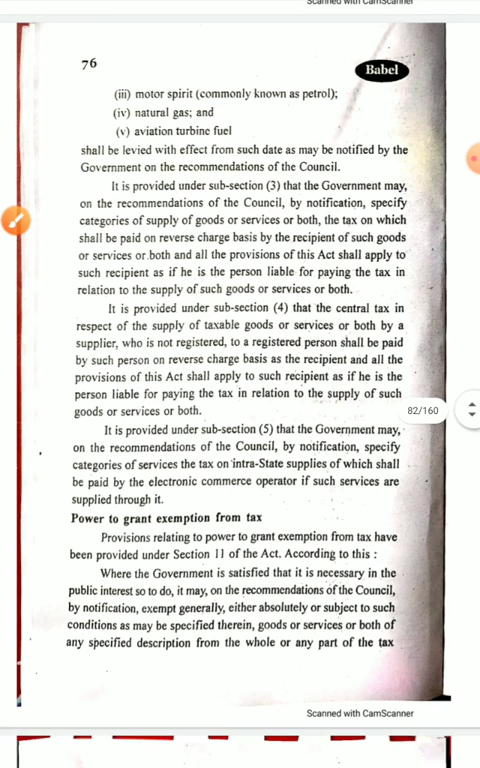 Scanned with CamScanner
76
Babel
(iii) motor spirit (commonly known as petrol);
(iv) natural gas; and
(v) aviation turbine fuel
shall be levied with effect from such date as may be notified by the
Government on the recommendations of the Council.
It is provided under sub-section (3) that the Government may,
on the recommendations of the Council, by notification, specify
categories of supply of goods or services or both, the tax on which
shall be paid on reverse charge basis by the recipient of such goods
or services or both and all the provisions of this Act shall apply to
such recipient as if he is the person liable for paying the tax in
relation to the supply of such goods or services or both.
It is provided under sub-section (4) that the central tax in
respect of the supply of taxable goods or services or both by a
supplier, who is not registered, to a registered person shall be paid
by such person on reverse charge basis as the recipient and all the
provisions of this Act shall apply to such recipient as if he is the
person liable for paying the tax in relation to the supply of such
goods or services or both.
82/160
It is provided under sub-section (5) that the Government may,
on the recommendations of the Council, by notification, specify
categories of services the tax on intra-State supplies of which shall
be paid by the electronic commerce operator if such services are
supplied through it.
Power to grant exemption from tax
Provisions relating to power to grant exemption from tax have
been provided under Section 11 of the Act. According to this :
Where the Government is satisfied that it is necessary in the
public interest so to do, it may, on the recommendations of the Council,
by notification, exempt generally, either absolutely or subject to such
conditions as may be specified therein, goods or services or both of
any specified description from the whole or any part of the tax
Scanned with CamScanner